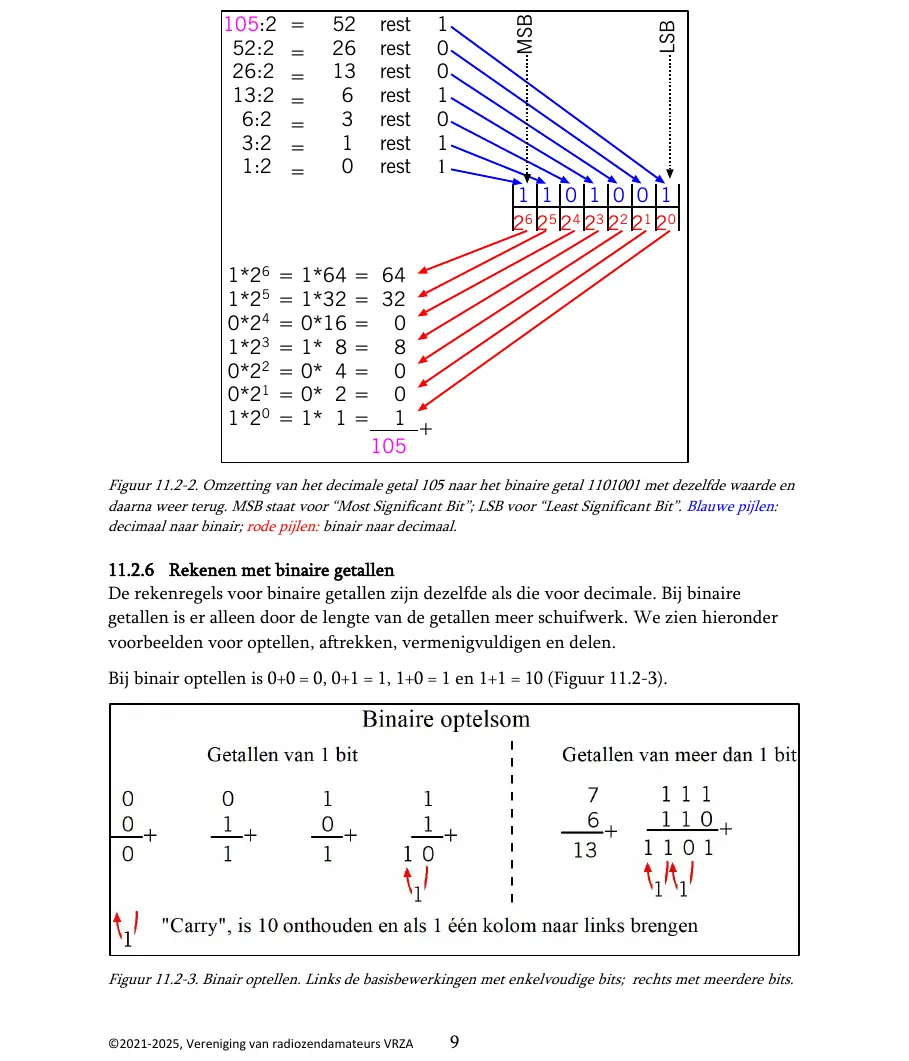 105:2 = 52 rest 1
52:2 = 26 rest 0
26:2 = 13 rest 0
13:2 = 6 rest 1
6:2 = 3 rest 0
3:2 = 1 rest 1
1:2 = 0 rest 1
MSB LSB
1 1 0 1 0 0 1
2⁶ 2⁵ 2⁴ 2³ 2² 2¹ 2⁰
1*2⁶ = 1*64 = 64
1*2⁵ = 1*32 = 32
0*2⁴ = 0*16 = 0
1*2³ = 1* 8 = 8
0*2² = 0* 4 = 0
0*2¹ = 0* 2 = 0
1*2⁰ = 1* 1 = 1
+
105
Figuur 11.2-2. Omzetting van het decimale getal 105 naar het binaire getal 1101001 met dezelfde waarde en
daarna weer terug. MSB staat voor “Most Significant Bit”; LSB voor “Least Significant Bit”. Blauwe pijlen:
decimaal naar binair; rode pijlen: binair naar decimaal.
11.2.6 Rekenen met binaire getallen
De rekenregels voor binaire getallen zijn dezelfde als die voor decimale. Bij binaire
getallen is er alleen door de lengte van de getallen meer schuifwerk. We zien hieronder
voorbeelden voor optellen, aftrekken, vermenigvuldigen en delen.
Bij binair optellen is 0+0 = 0, 0+1 = 1, 1+0 = 1 en 1+1 = 10 (Figuur 11.2-3).
Binaire optelsom
Getallen van 1 bit Getallen van meer dan 1 bit
0 0 1 1 7 1 1 1
0 + 1 + 0 + 1 + 6 + 1 1 0 +
0 1 1 1 0 13 1 1 0 1
1 1 1
1 "Carry", is 10 onthouden en als 1 één kolom naar links brengen
Figuur 11.2-3. Binair optellen. Links de basisbewerkingen met enkelvoudige bits; rechts met meerdere bits.
©2021-2025, Vereniging van radiozendamateurs VRZA 9